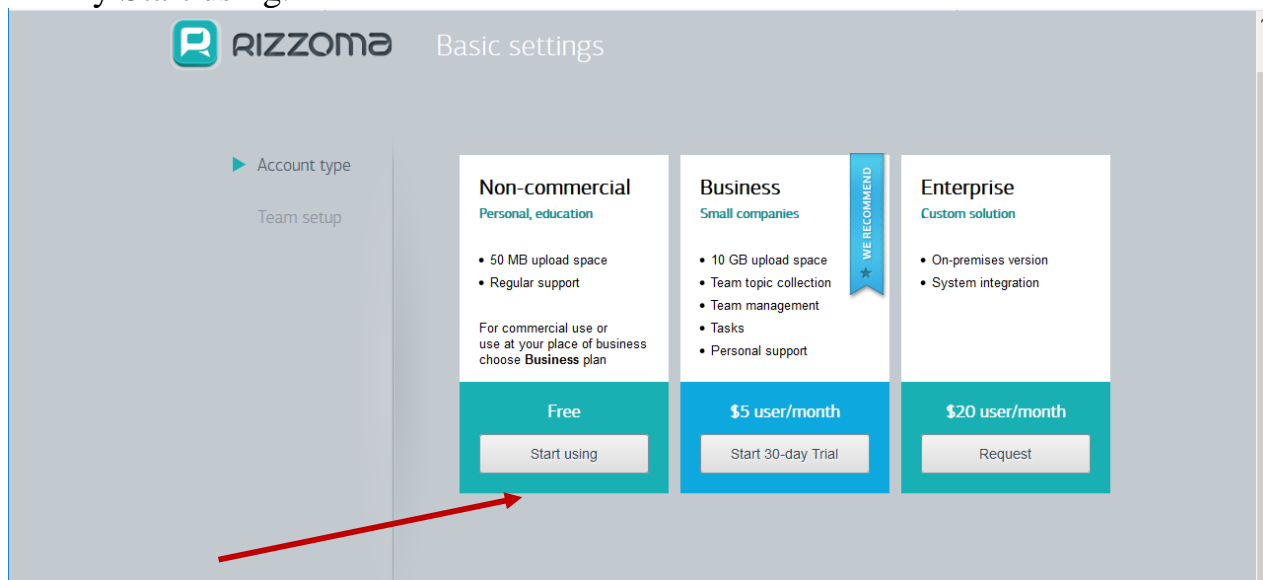 RIZZOMA
Basic settings
Account type
Team setup
Non-commercial
Personal, education
• 50 MB upload space
• Regular support
For commercial use or
use at your place of business
choose Business plan
Free
Start using
Business
Small companies
WE RECOMMEND
• 10 GB upload space
• Team topic collection
• Team management
• Tasks
• Personal support
$5 user/month
Start 30-day Trial
Enterprise
Custom solution
• On-premises version
• System integration
$20 user/month
Request